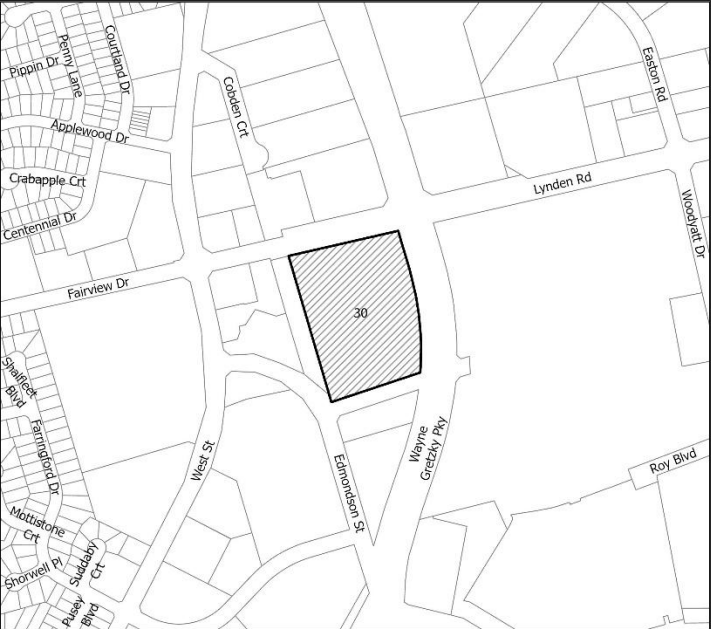 Pippin Dr
Penny Lane
Courtland Dr
Applewood Dr
Crabapple Crt
Centennial Dr
Cobden Crt
Easton Rd
Lynden Rd
Woodyatt Dr
Fairview Dr
30
Shalfleet
Blvd
Farringford Dr
West St
Edmondson St
Wayne
Gretzky Pky
Roy Blvd
Mottistone
Crt
Suddaby
Crt
Shorwell Pl
Pusey
Blvd